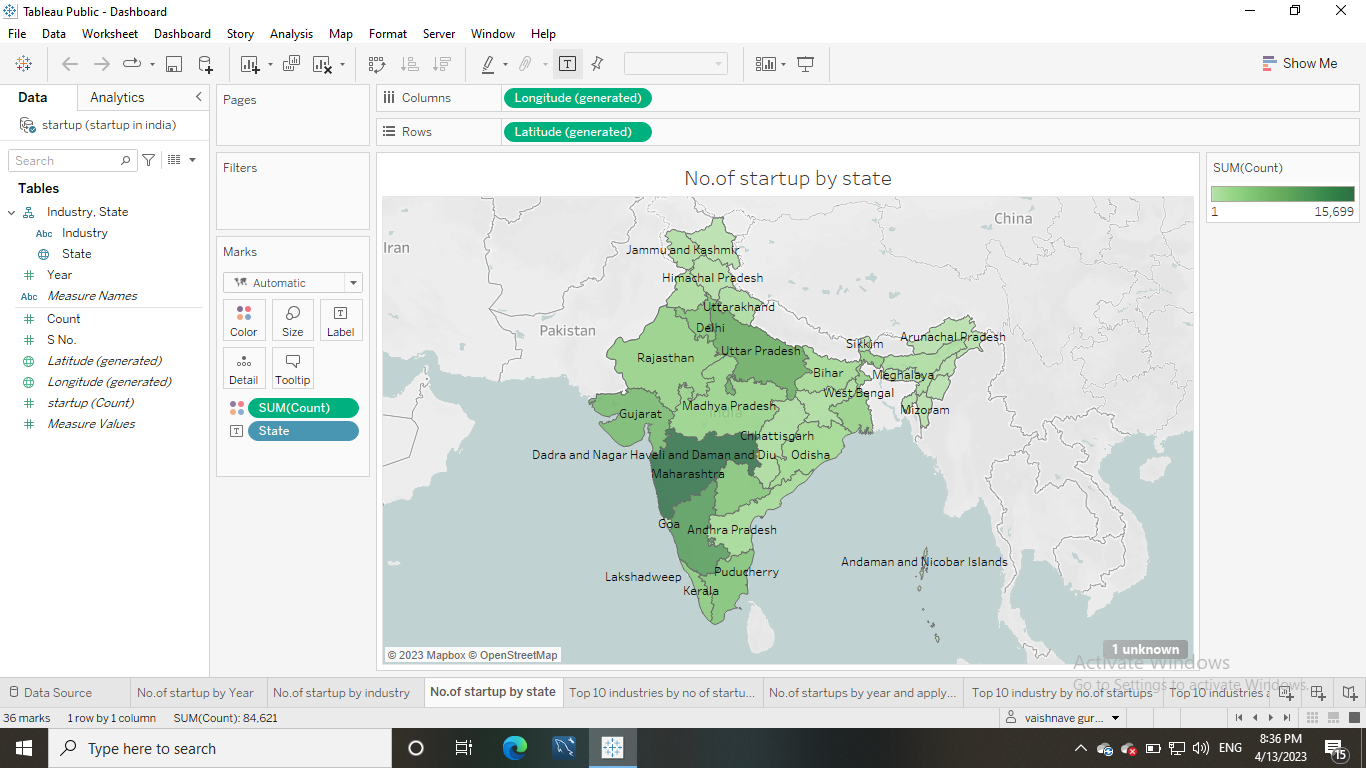 Tableau Public - Dashboard
File Data Worksheet Dashboard Story Analysis Map Format Server Window Help
Show Me
Data Analytics
startup (startup in india)
Search
Tables
Industry, State
Abc Industry
State
Year
Abc Measure Names
Count
S No.
Latitude (generated)
Longitude (generated)
startup (Count)
Measure Values
Pages
Filters
Marks
Automatic
Color Size Label
Detail Tooltip
SUM(Count)
State
Columns Longitude (generated)
Rows Latitude (generated)
No.of startup by state
China
Iran
Jammu and Kashmir
Himachal Pradesh
Uttarakhand
Pakistan
Delhi
Arunachal Pradesh
Sikkim
Uttar Pradesh
Rajasthan
Bihar
Meghalaya
West Bengal
Madhya Pradesh
Mizoram
Gujarat
India
Chhattisgarh
Dadra and Nagar Haveli and Daman and Diu
Odisha
Maharashtra
Goa
Andhra Pradesh
Andaman and Nicobar Islands
Puducherry
Lakshadweep
Kerala
© 2023 Mapbox © OpenStreetMap
1 unknown
SUM(Count)
1 15,699
Activate Windows
Go to Settings to activate Windows.
Data Source No.of startup by Year No.of startup by industry No.of startup by state Top 10 industries by no of startu... No.of startups by year and apply... Top 10 industry by no.of startups Top 10 industries
36 marks 1 row by 1 column SUM(Count): 84,621
vaishnave gur...
Type here to search
ENG
8:36 PM
4/13/2023
15